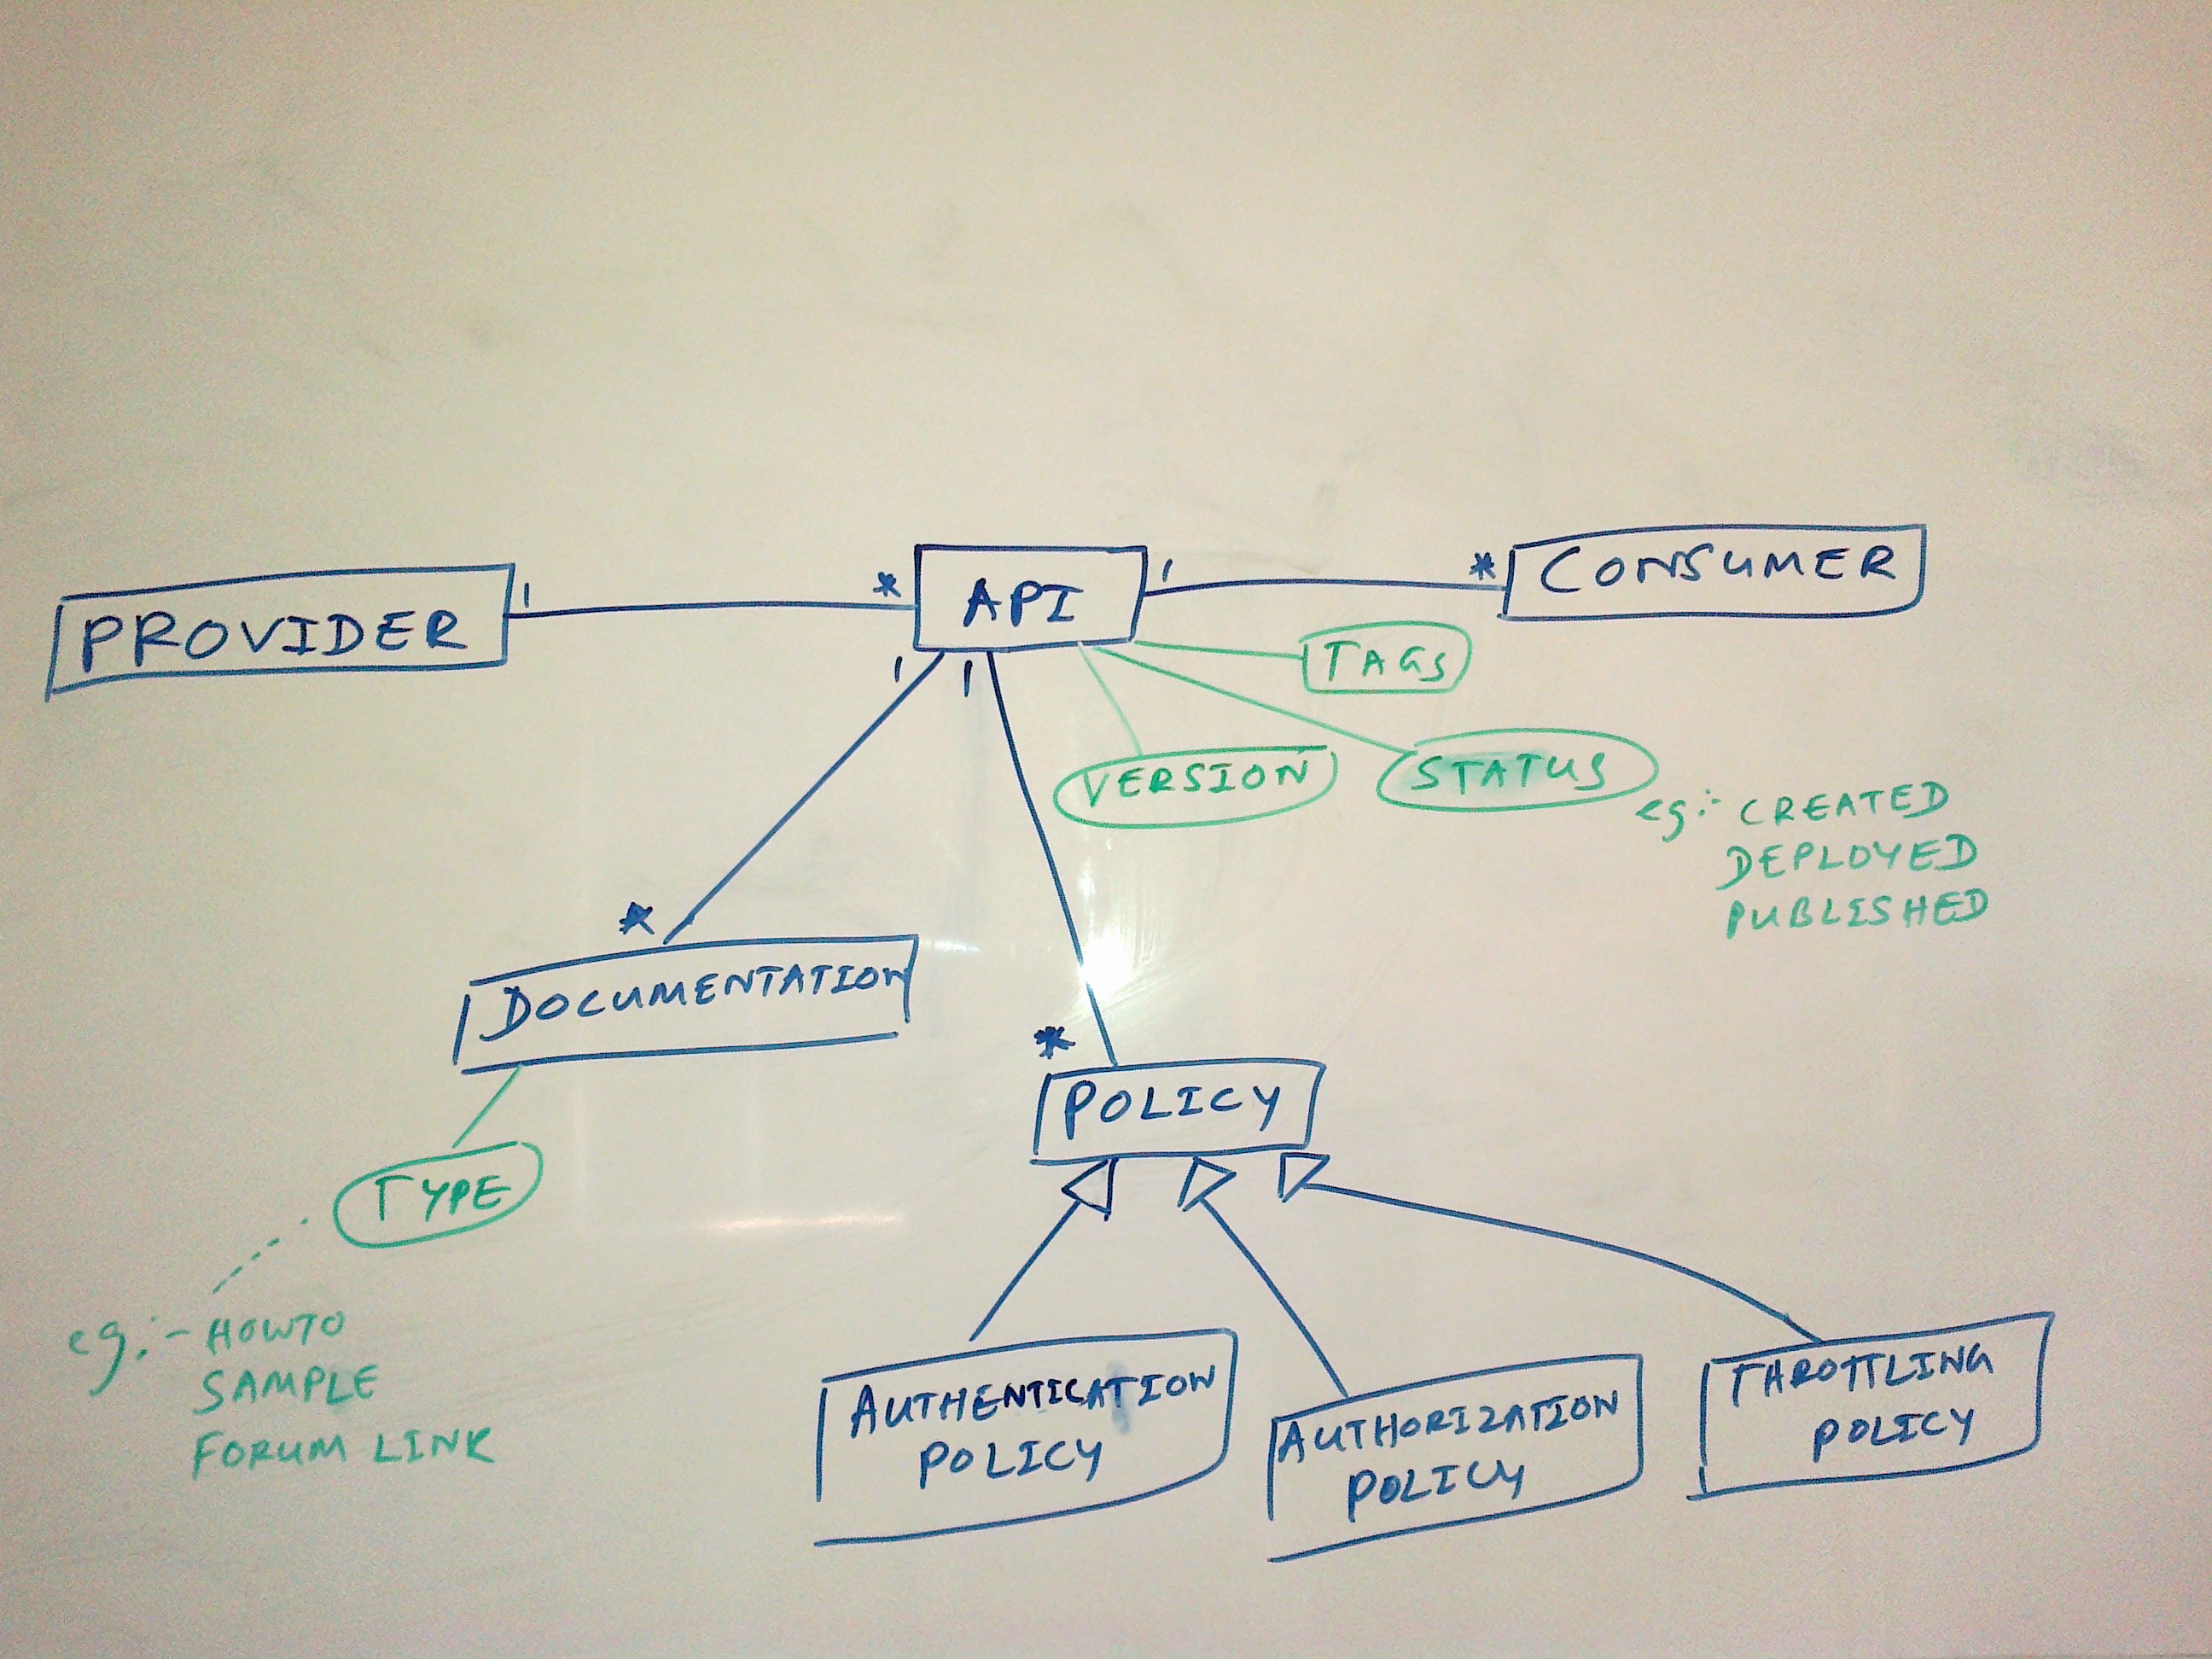 PROVIDER
1
*
API
1
*
CONSUMER
1
1
TAGS
VERSION
STATUS
eg:- CREATED
DEPLOYED
PUBLISHED
*
DOCUMENTATION
*
POLICY
TYPE
eg:- HOWTO
SAMPLE
FORUM LINK
AUTHENTICATION
POLICY
AUTHORIZATION
POLICY
THROTTLING
POLICY